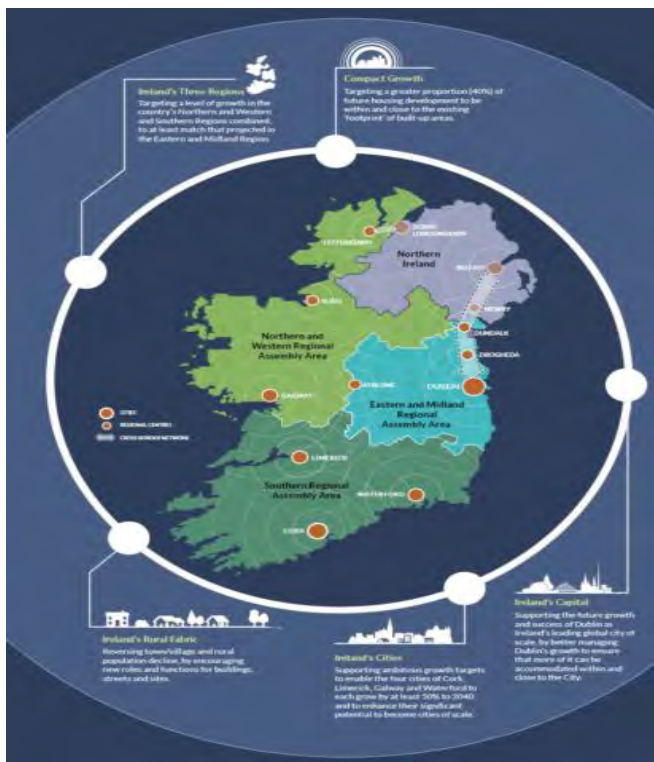 Ireland's Three Regions
Targeting a level of growth in the
country's Northern and Western
and Southern Regions combined,
to at least match that projected in
the Eastern and Midland Region
Compact Growth
Targeting a greater proportion (40%) of
future housing development to be
within and close to the existing
'footprint' of built-up areas.
LETTERKENNY
DERRY
LONDONDERRY
Northern
Ireland
BELFAST
SLIGO
NEWRY
DUNDALK
Northern and
Western Regional
Assembly Area
DROGHEDA
ATHLONE
DUBLIN
GALWAY
Eastern and Midland
Regional
Assembly Area
CITIES
REGIONAL CENTRES
CROSS BORDER NETWORK
LIMERICK
Southern Regional
Assembly Area
WATERFORD
CORK
Ireland's Rural Fabric
Reversing town/village and rural
population decline, by encouraging
new roles and functions for buildings,
streets and sites.
Ireland's Cities
Supporting ambitious growth targets
to enable the four cities of Cork,
Limerick, Galway and Waterford to
each grow by at least 50% to 2040
and to enhance their significant
potential to become cities of scale.
Ireland's Capital
Supporting the future growth
and success of Dublin as
Ireland's leading global city of
scale, by better managing
Dublin's growth to ensure
that more of it can be
accommodated within and
close to the City.